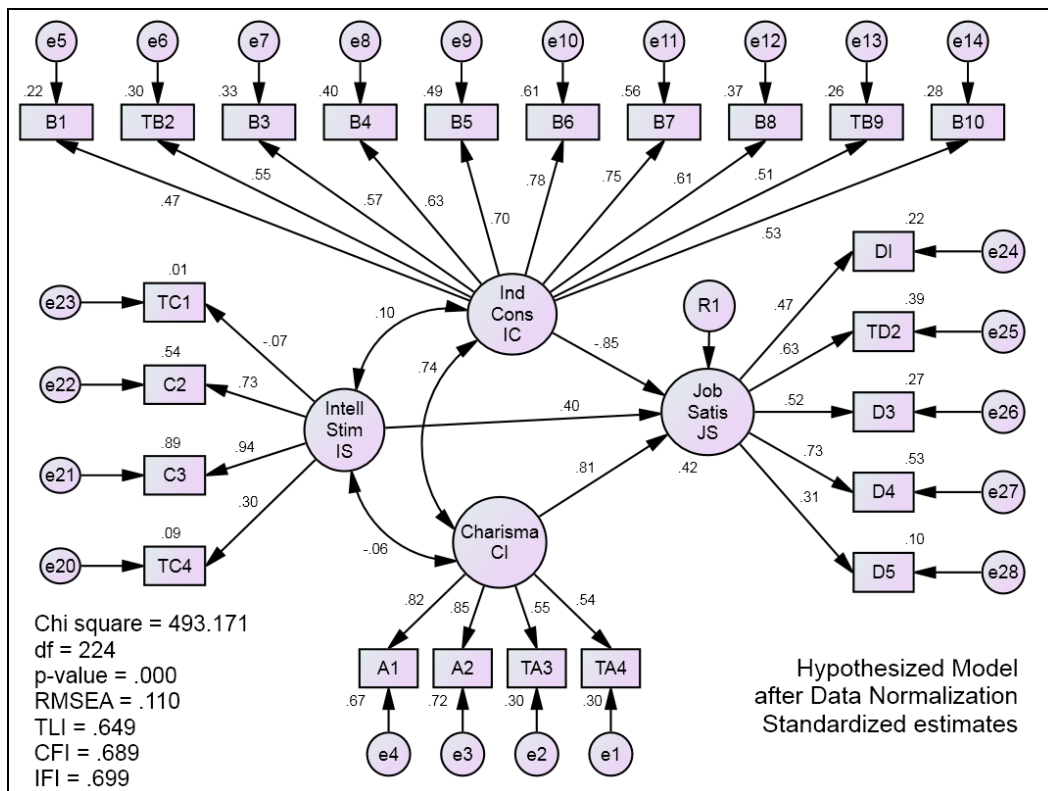 e5
e6
e7
e8
e9
e10
e11
e12
e13
e14
.22
.30
.33
.40
.49
.61
.56
.37
.26
.28
B1
TB2
B3
B4
B5
B6
B7
B8
TB9
B10
.47
.55
.57
.63
.70
.78
.75
.61
.51
.53
Ind
Cons
IC
.10
.74
-.85
R1
.22
DI
e24
.47
.39
TD2
e25
.63
.27
D3
e26
.52
.53
D4
e27
.73
.10
D5
e28
.31
Job
Satis
JS
.42
.01
TC1
e23
-.07
.54
C2
e22
.73
.89
C3
e21
.94
.09
TC4
e20
.30
Intell
Stim
IS
.40
.81
-.06
Charisma
CI
.82
.85
.55
.54
A1
A2
TA3
TA4
.67
.72
.30
.30
e4
e3
e2
e1
Chi square = 493.171
df = 224
p-value = .000
RMSEA = .110
TLI = .649
CFI = .689
IFI = .699
Hypothesized Model
after Data Normalization
Standardized estimates